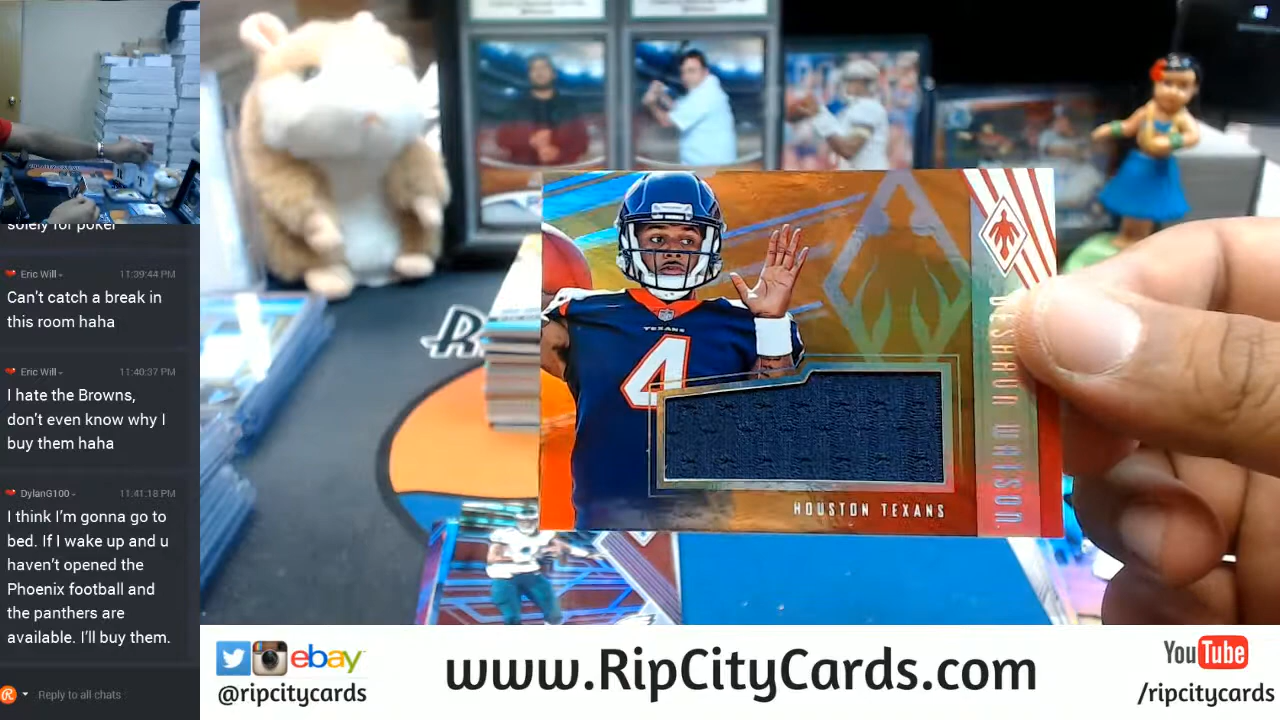 solely for poker
Eric Will
11:39:44 PM
Can't catch a break in
this room haha
Eric Will
11:40:37 PM
I hate the Browns,
don't even know why I
buy them haha
DylanG100
11:41:18 PM
I think I'm gonna go to
bed. If I wake up and u
haven't opened the
Phoenix football and
the panthers are
available. I'll buy them.
Reply to all chats
TEXANS
4
HOUSTON TEXANS
DESHAUN WATSON
ebay
@ripcitycards
www.RipCityCards.com
YouTube
/ripcitycards